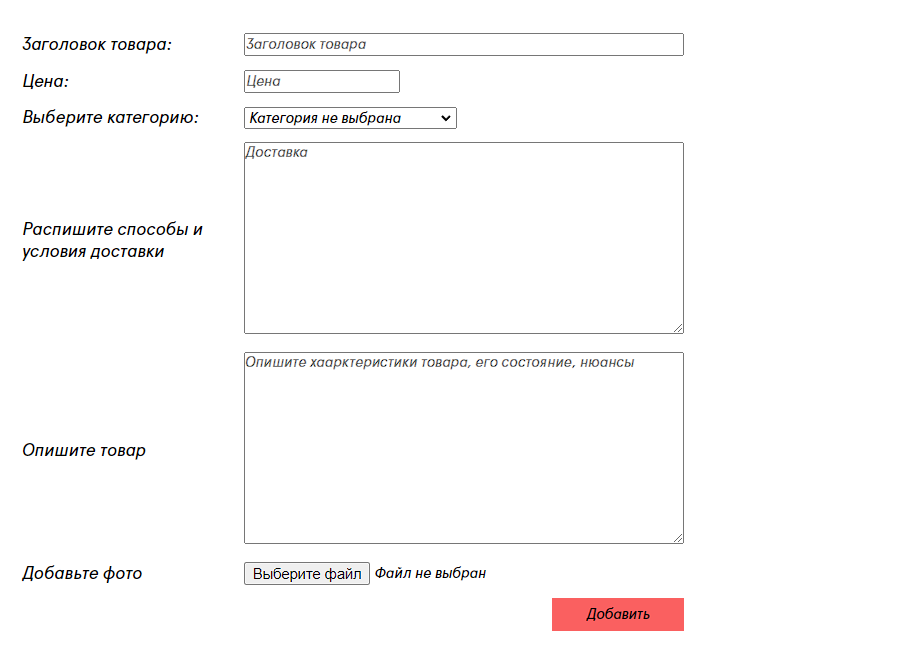 Заголовок товара:
Заголовок товара
Цена:
Цена
Выберите категорию:
Категория не выбрана
Доставка
Распишите способы и
условия доставки
Опишите хаарктеристики товара, его состояние, нюансы
Опишите товар
Добавьте фото
Выберите файл Файл не выбран
Добавить